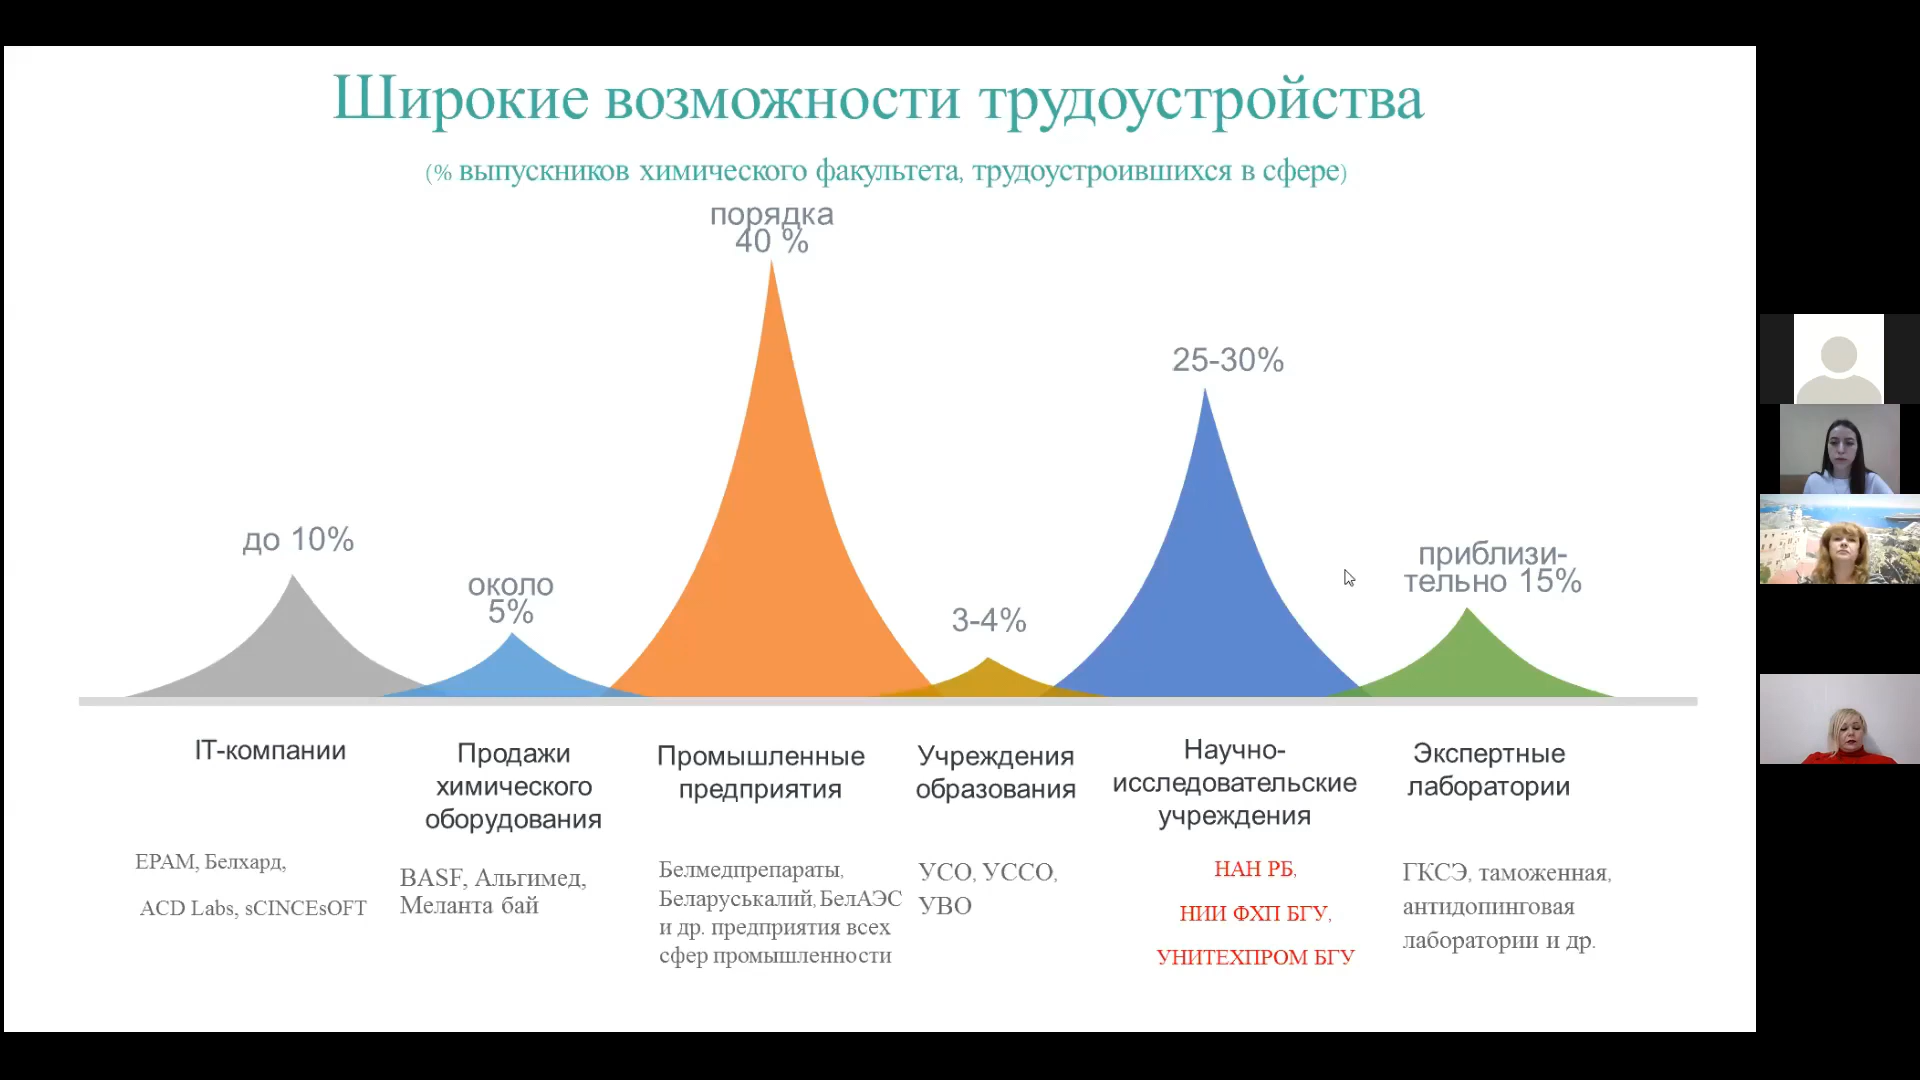 Широкие возможности трудоустройства
(% выпускников химического факультета, трудоустроившихся в сфере)
порядка
40 %
25-30%
до 10%
около
5%
3-4%
приблизи-
тельно 15%
IT-компании
Продажи
химического
оборудования
Промышленные
предприятия
Учреждения
образования
Научно-
исследовательские
учреждения
Экспертные
лаборатории
EPAM, Белхард,
ACD Labs, sCINCEsOFT
BASF, Альгимед,
Меланта бай
Белмедпрепараты,
Беларуськалий, БелАЭС
и др. предприятия всех
сфер промышленности
УСО, УССО,
УВО
НАН РБ,
НИИ ФХП БГУ,
УНИТЕХПРОМ БГУ
ГКСЭ, таможенная,
антидопинговая
лаборатории и др.